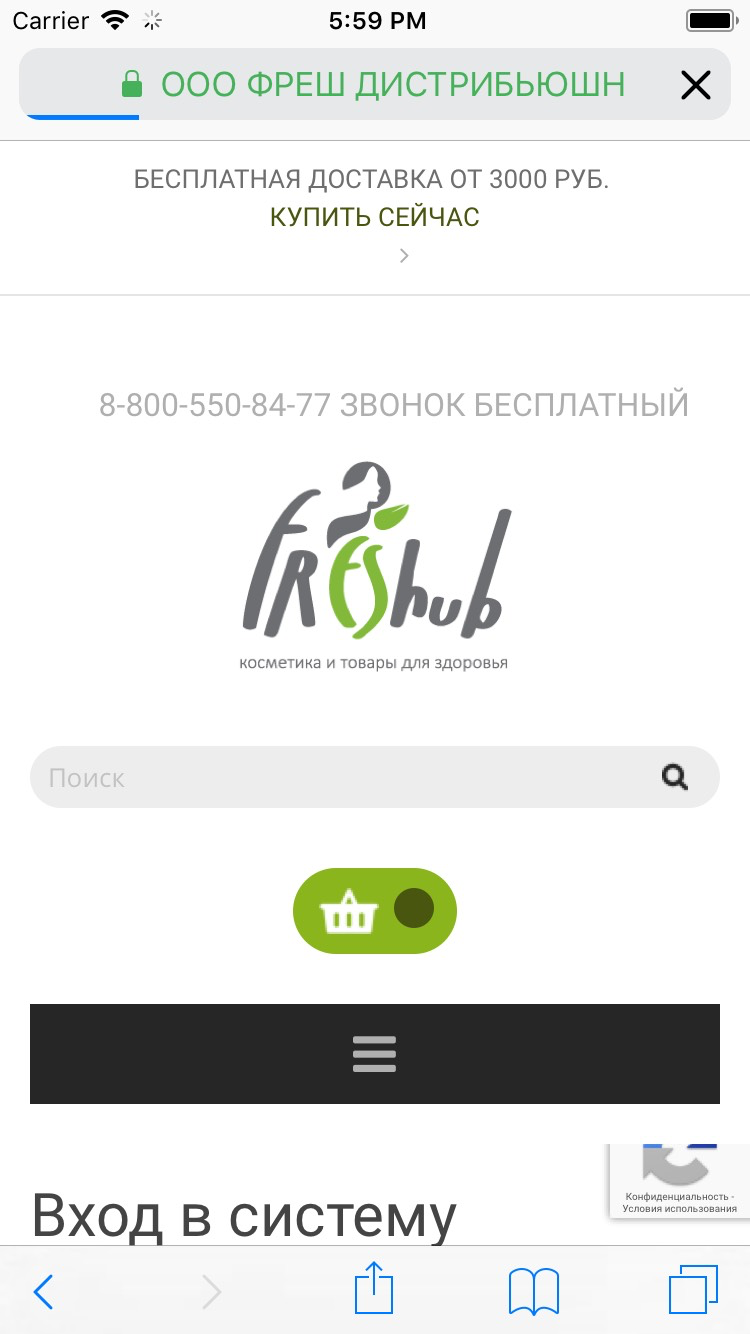 Carrier 5:59 PM
ООО ФРЕШ ДИСТРИБЬЮШН
БЕСПЛАТНАЯ ДОСТАВКА ОТ 3000 РУБ.
КУПИТЬ СЕЙЧАС
8-800-550-84-77 ЗВОНОК БЕСПЛАТНЫЙ
FREShub
косметика и товары для здоровья
Поиск
Конфиденциальность -
Условия использования
Вход в систему